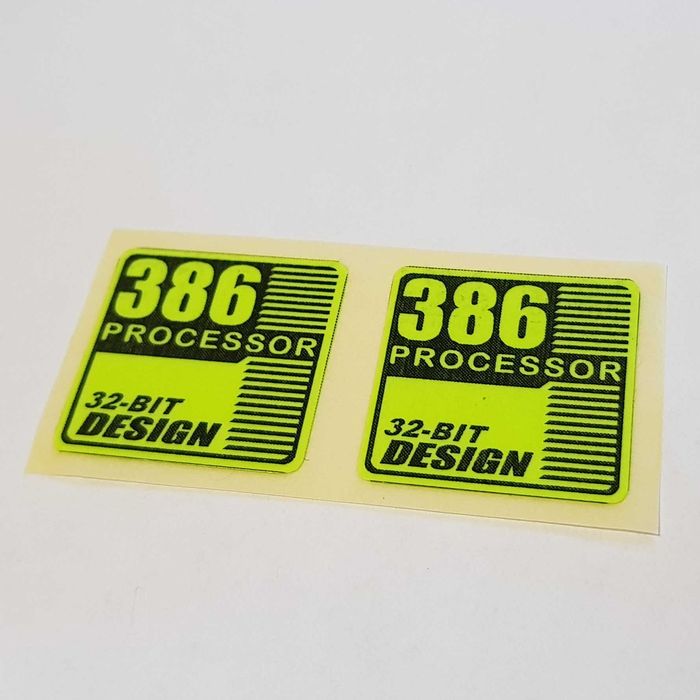 386
PROCESSOR
32-BIT
DESIGN
386
PROCESSOR
32-BIT
DESIGN